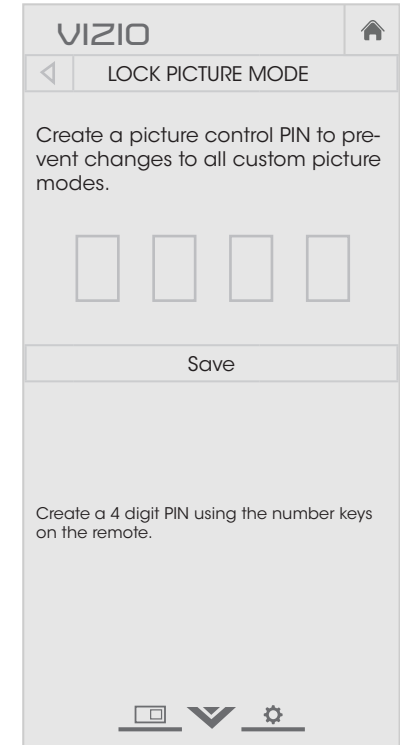 VIZIO
LOCK PICTURE MODE
Create a picture control PIN to pre-
vent changes to all custom picture
modes.
Save
Create a 4 digit PIN using the number keys
on the remote.